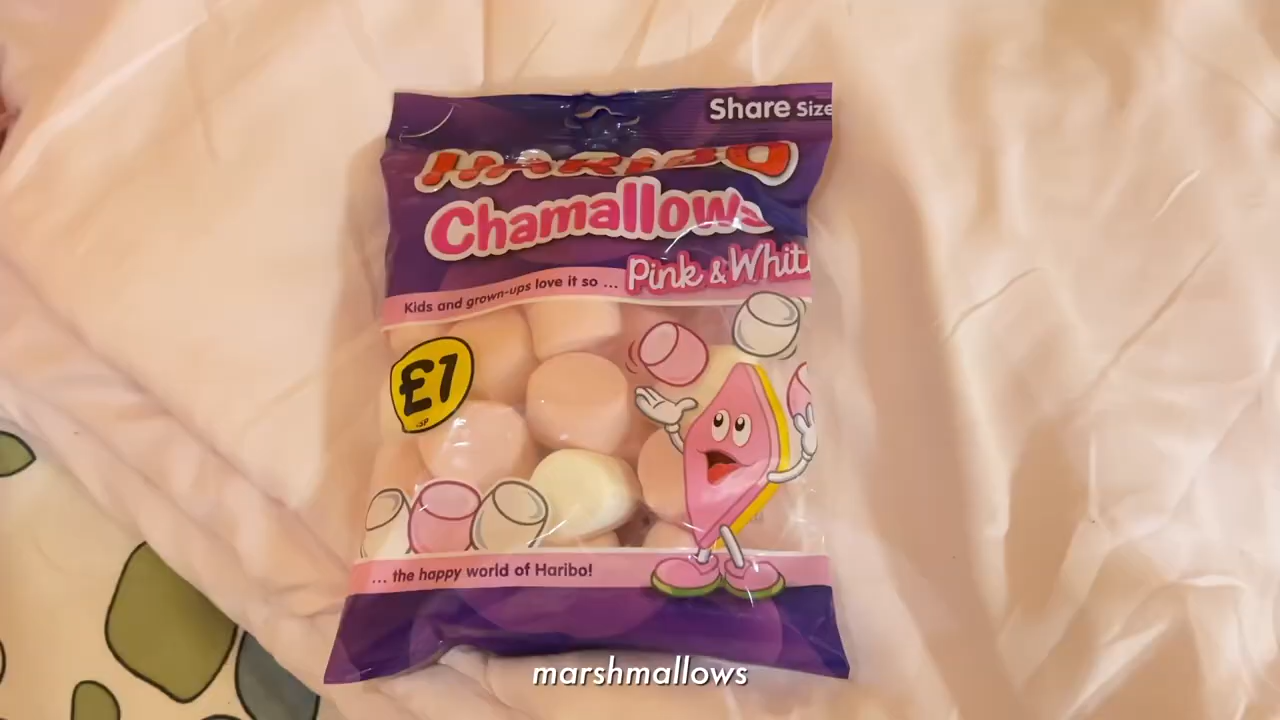 Share Size
HARIBO
Chamallows
Pink & White
Kids and grown-ups love it so ...
£1
... the happy world of Haribo!
marshmallows